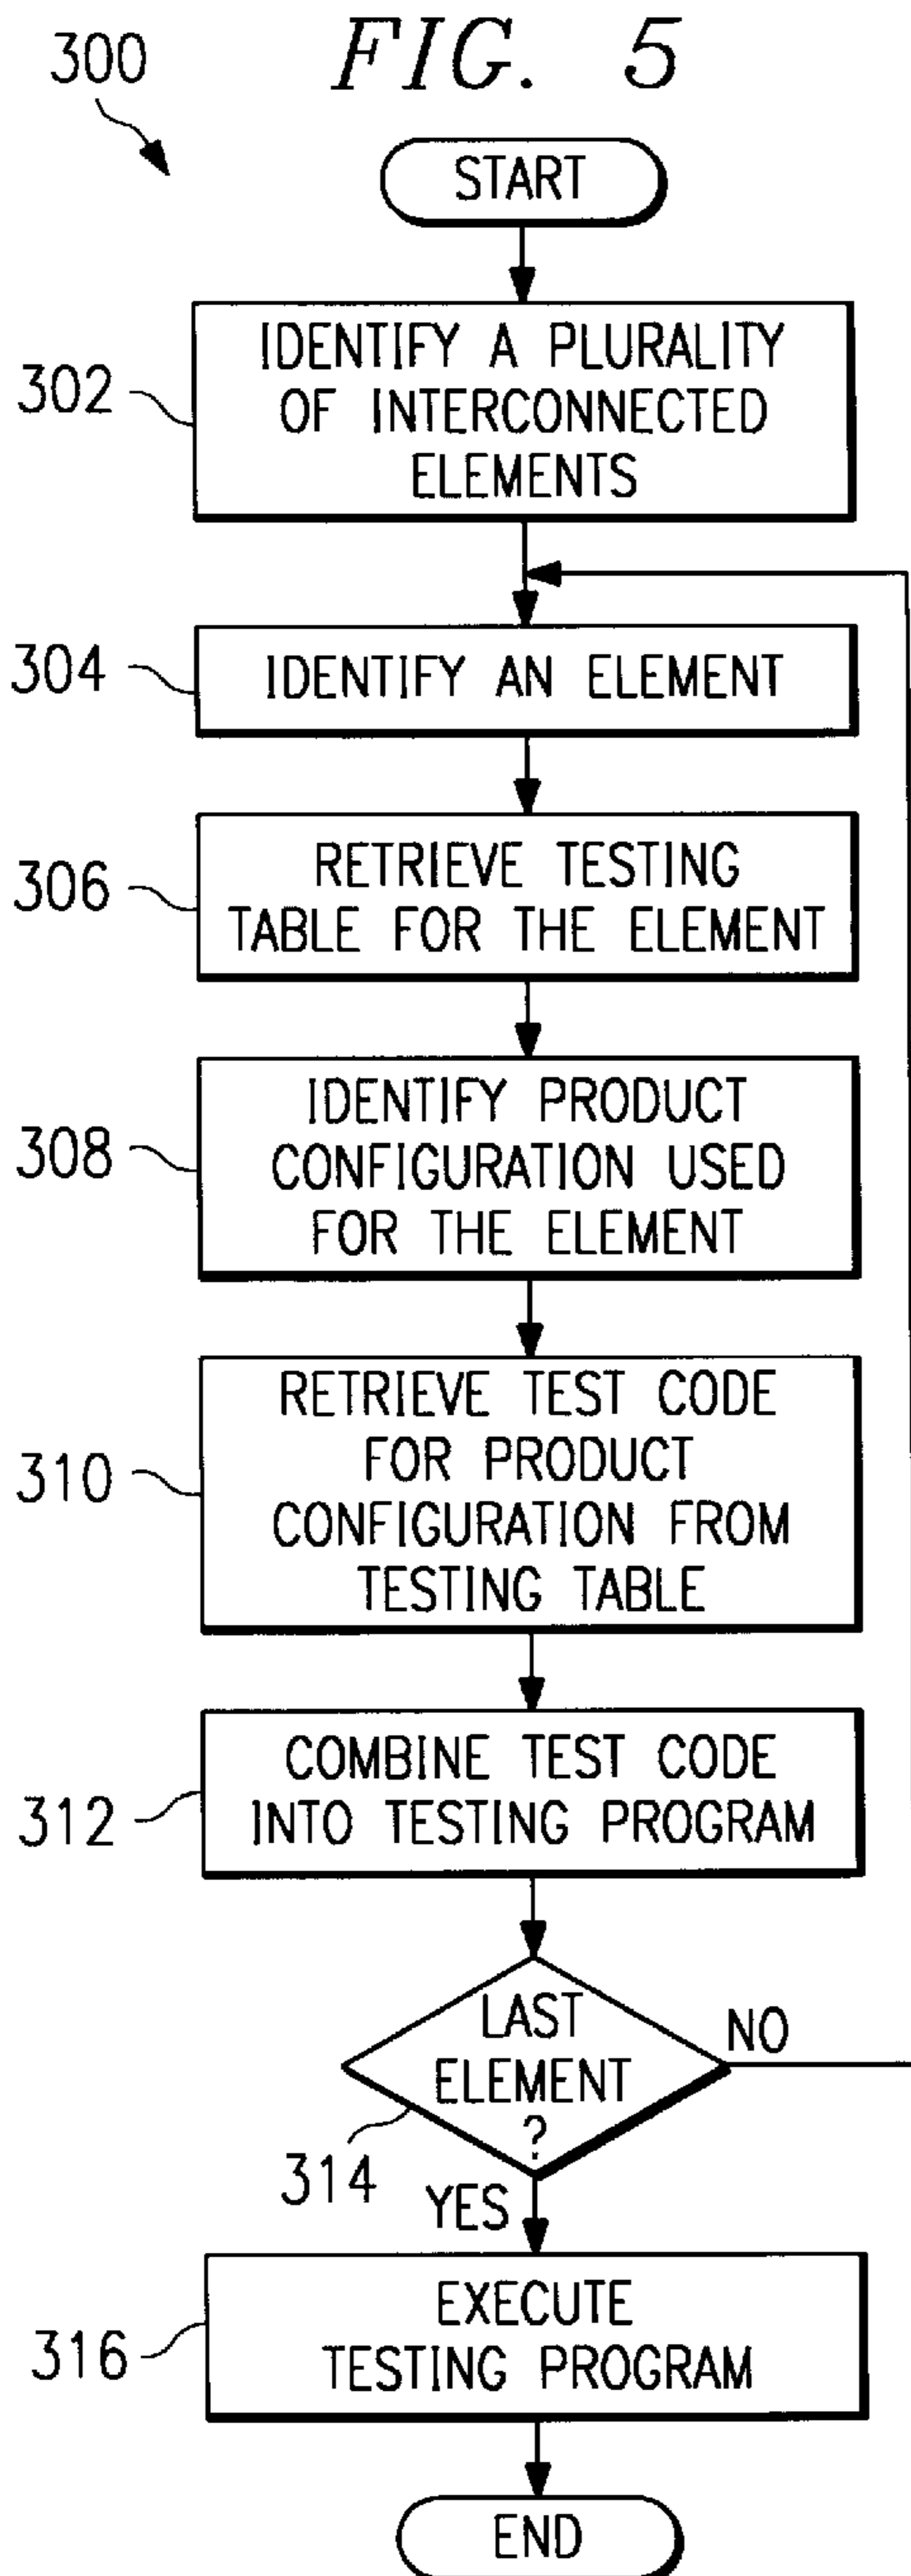 300
FIG. 5
START
302
IDENTIFY A PLURALITY
OF INTERCONNECTED
ELEMENTS
304
IDENTIFY AN ELEMENT
306
RETRIEVE TESTING
TABLE FOR THE ELEMENT
308
IDENTIFY PRODUCT
CONFIGURATION USED
FOR THE ELEMENT
310
RETRIEVE TEST CODE
FOR PRODUCT
CONFIGURATION FROM
TESTING TABLE
312
COMBINE TEST CODE
INTO TESTING PROGRAM
LAST
ELEMENT
?
NO
314
YES
316
EXECUTE
TESTING PROGRAM
END